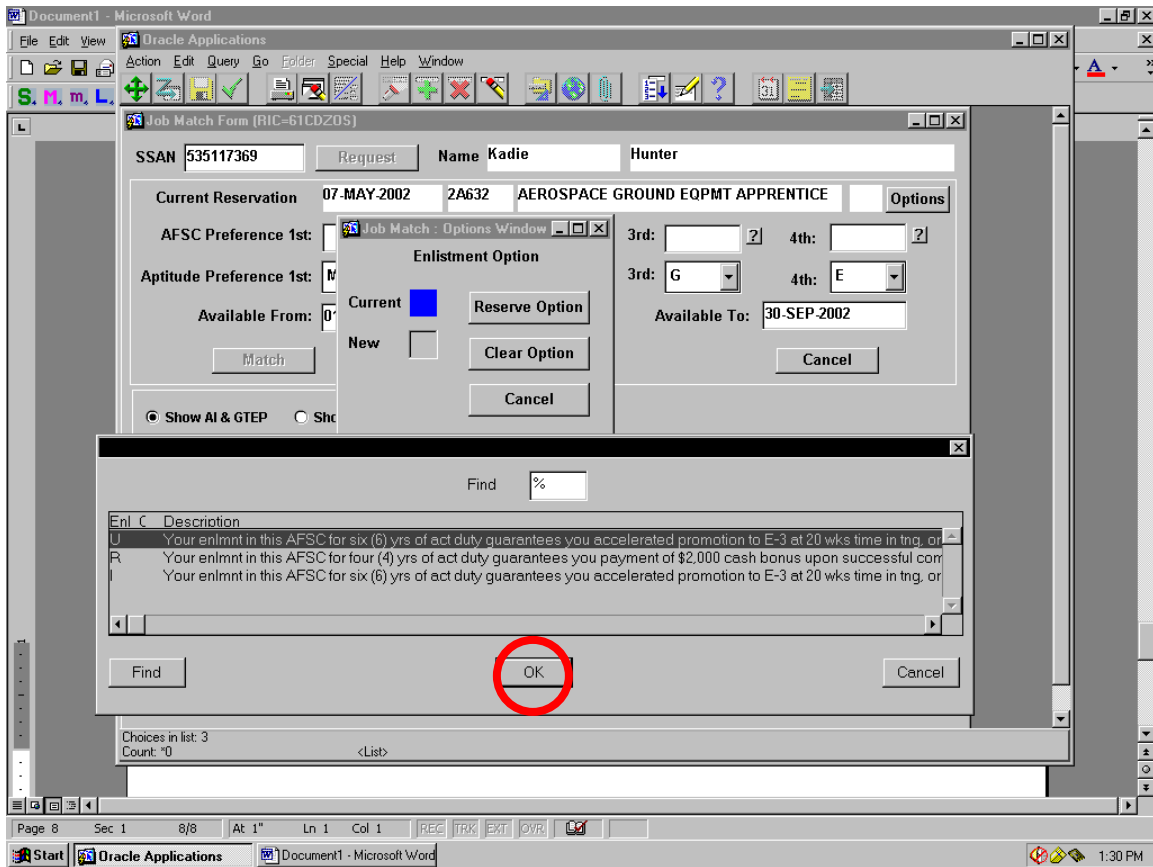 Document1 - Microsoft Word
File Edit View
Oracle Applications
Action Edit Query Go Folder Special Help Window
S. M. m. L.
Job Match Form (RIC=61CDZOS)
SSAN 535117369 Request Name Kadie Hunter
Current Reservation 07-MAY-2002 2A632 AEROSPACE GROUND EQPMT APPRENTICE Options
AFSC Preference 1st: 3rd: ? 4th: ?
Job Match : Options Window
Enlistment Option
Aptitude Preference 1st: M 3rd: G 4th: E
Current Reserve Option
Available From: 01 Available To: 30-SEP-2002
New Clear Option
Match Cancel
Cancel
Show AI & GTEP Sho
Find %
Enl C Description
U Your enlmnt in this AFSC for six (6) yrs of act duty guarantees you accelerated promotion to E-3 at 20 wks time in tng, or
R Your enlmnt in this AFSC for four (4) yrs of act duty guarantees you payment of $2,000 cash bonus upon successful com
I Your enlmnt in this AFSC for six (6) yrs of act duty guarantees you accelerated promotion to E-3 at 20 wks time in tng, or
Find OK Cancel
Choices in list: 3
Count: *0 <List>
Page 8 Sec 1 8/8 At 1" Ln 1 Col 1 REC TRK EXT OVR
Start Oracle Applications Document1 - Microsoft Word 1:30 PM